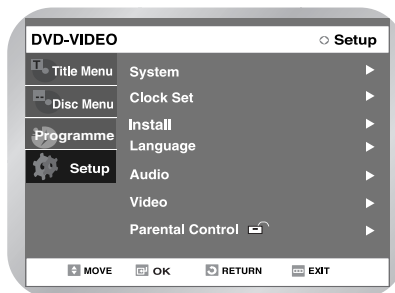 DVD-VIDEO Setup
Title Menu System
Disc Menu Clock Set
Programme Install
Language
Setup Audio
Video
Parental Control
MOVE OK RETURN EXIT